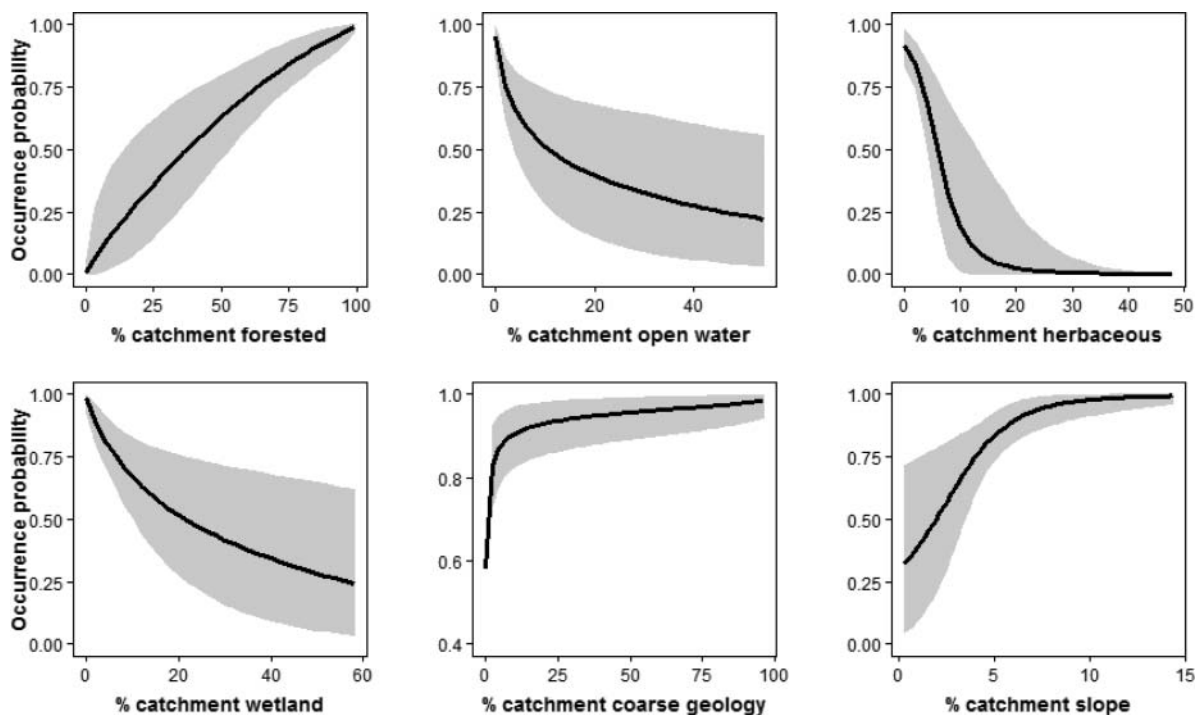 Occurrence probability
1.00
0.75
0.50
0.25
0.00
0 25 50 75 100
% catchment forested
1.00
0.75
0.50
0.25
0.00
0 20 40
% catchment open water
1.00
0.75
0.50
0.25
0.00
0 10 20 30 40 50
% catchment herbaceous
Occurrence probability
1.00
0.75
0.50
0.25
0.00
0 20 40 60
% catchment wetland
1.0
0.8
0.6
0.4
0 25 50 75 100
% catchment coarse geology
1.00
0.75
0.50
0.25
0.00
0 5 10 15
% catchment slope